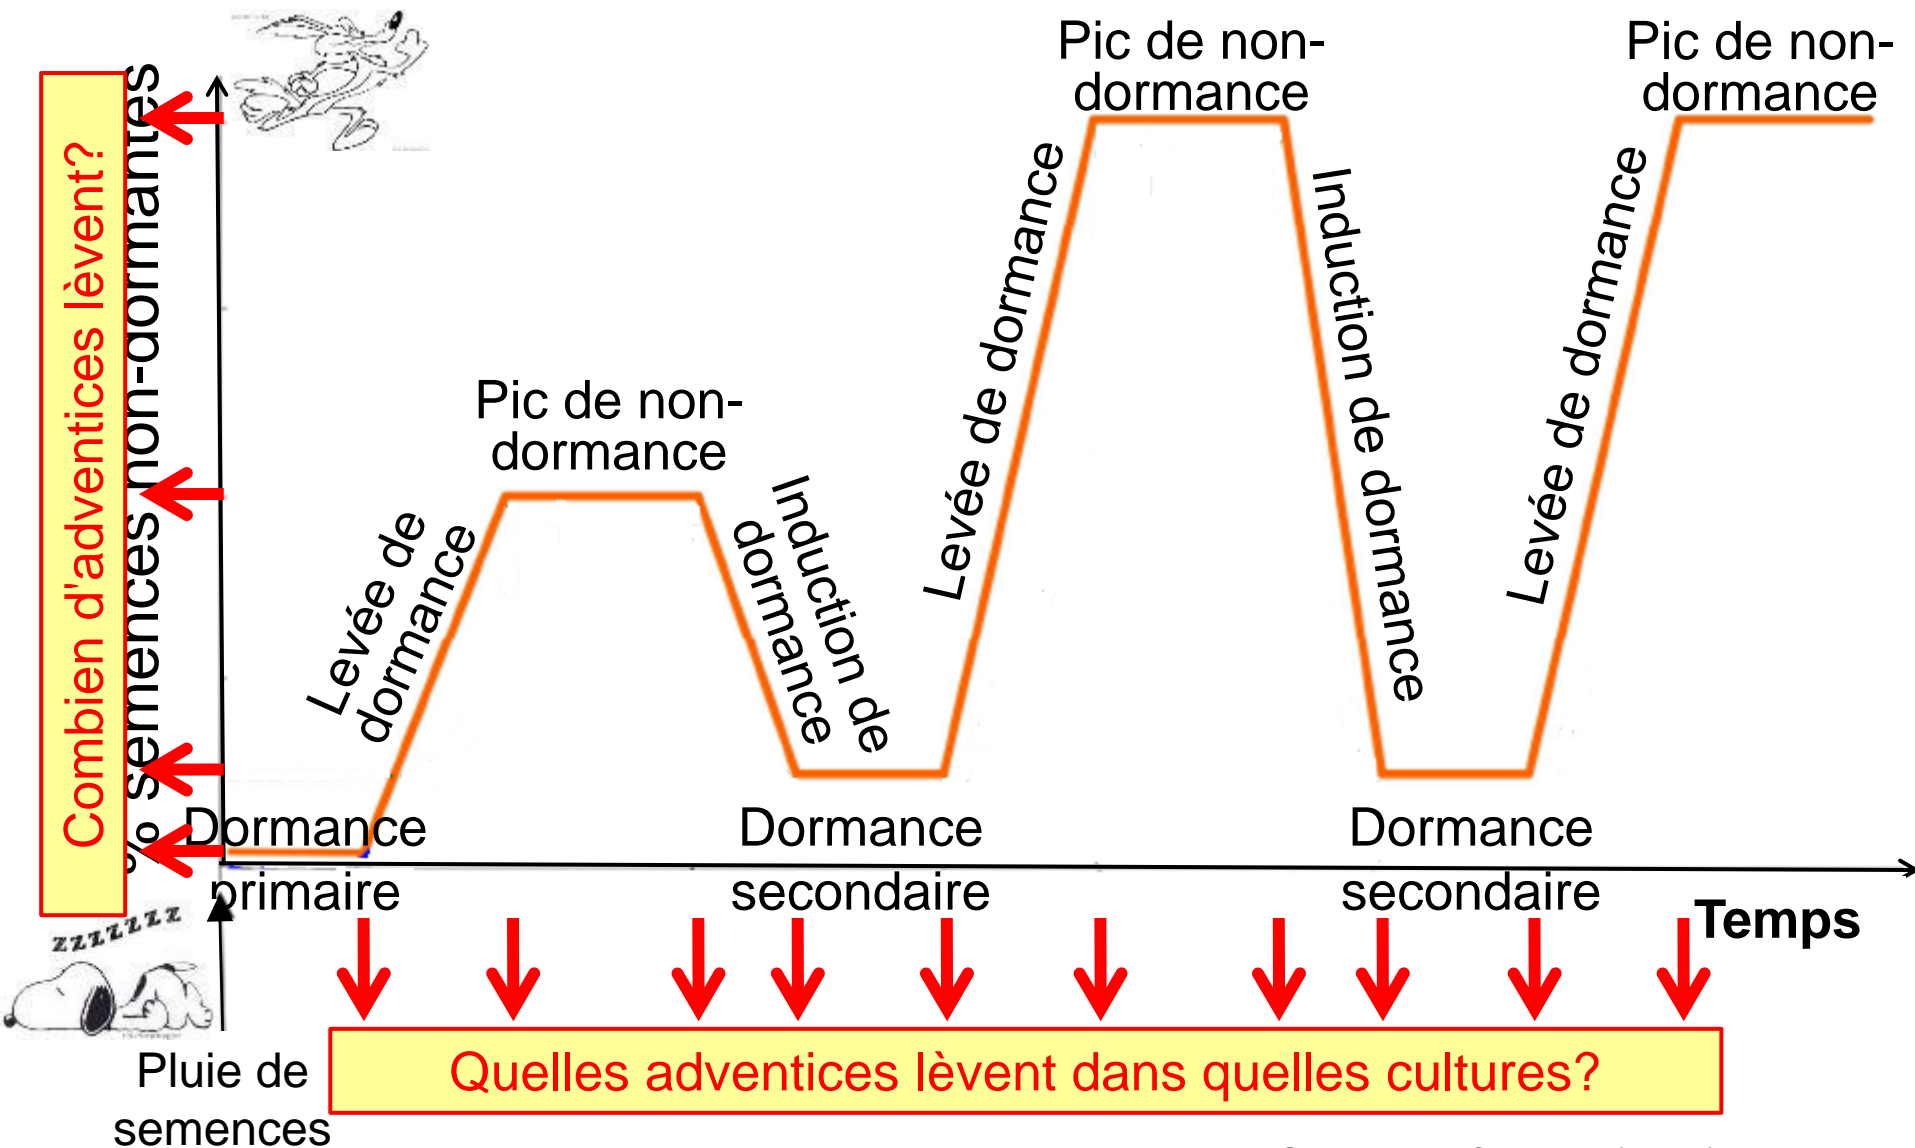 Pic de non-
dormance
Pic de non-
dormance
% semences non-dormantes
Combien d'adventices lèvent?
Pic de non-
dormance
Levée de
dormance
Induction de
dormance
Levée de dormance
Induction de dormance
Levée de dormance
Dormance
primaire
Dormance
secondaire
Dormance
secondaire
Temps
zzzzzzz
Pluie de
semences
Quelles adventices lèvent dans quelles cultures?